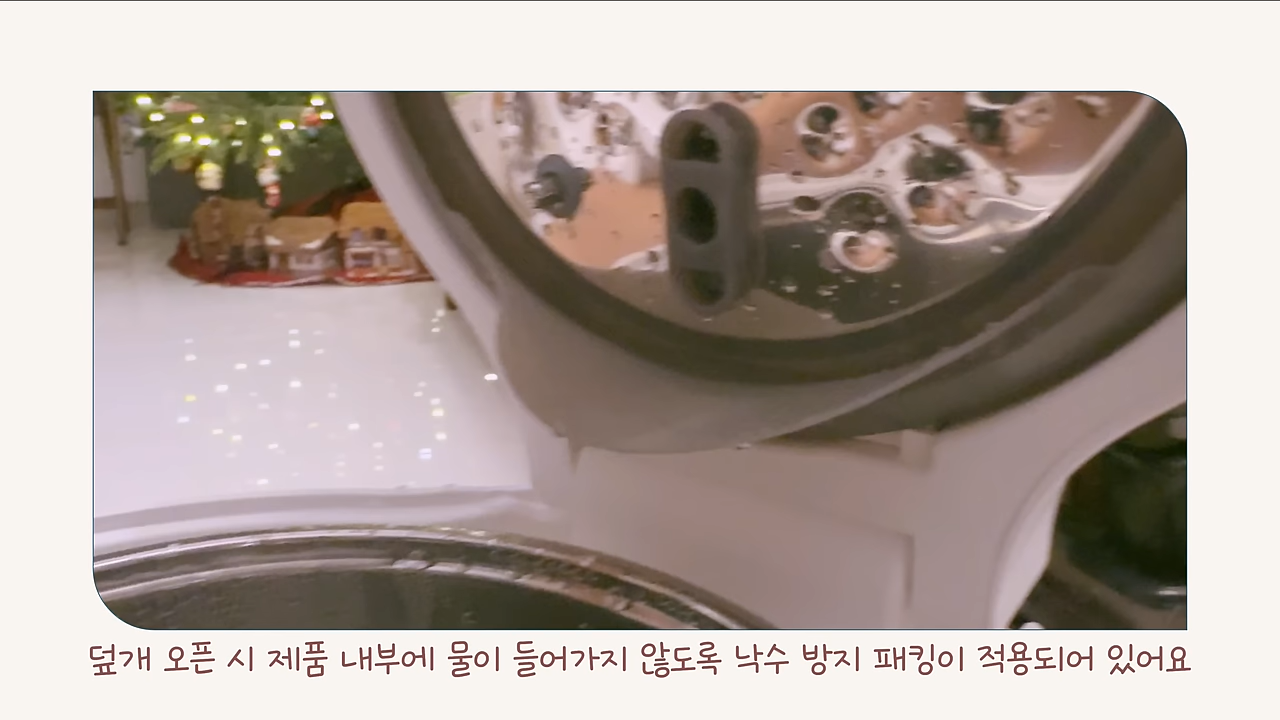 덮개 오픈 시 제품 내부에 물이 들어가지 않도록 낙수 방지 패킹이 적용되어 있어요